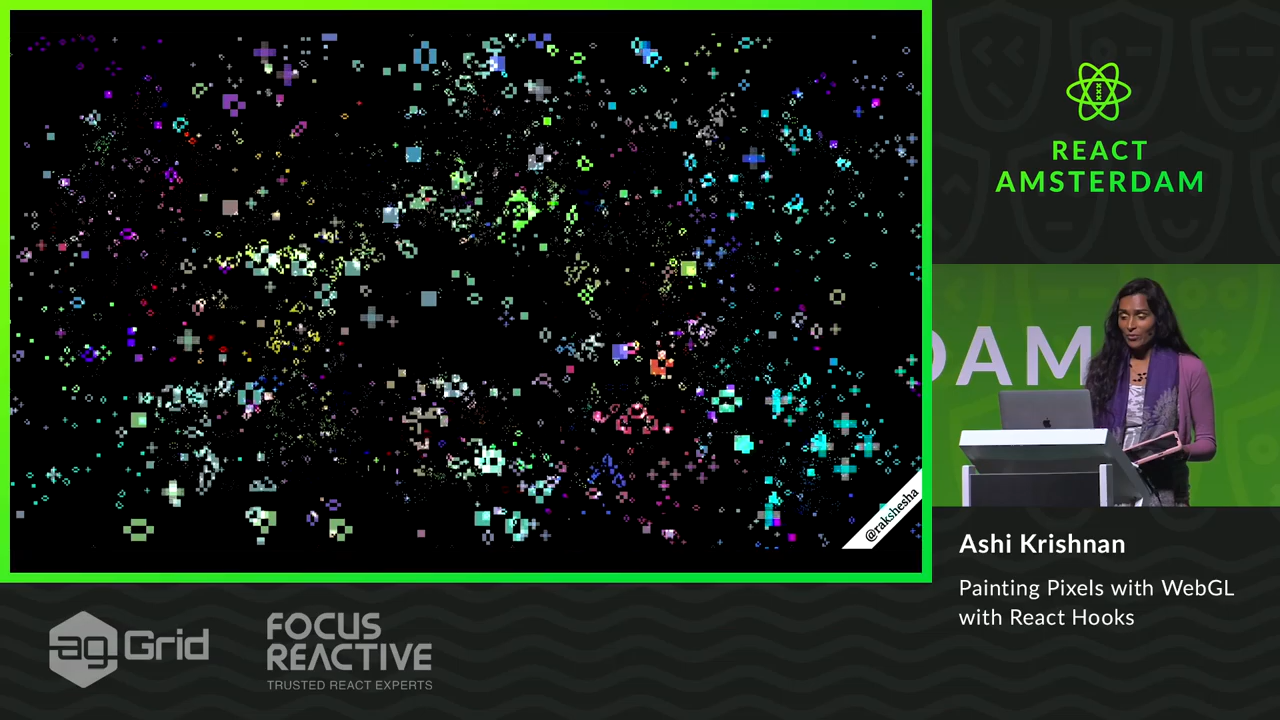 @rakshesha
REACT
AMSTERDAM
DAM
Ashi Krishnan
Painting Pixels with WebGL
with React Hooks
ag Grid
FOCUS
REACTIVE
TRUSTED REACT EXPERTS